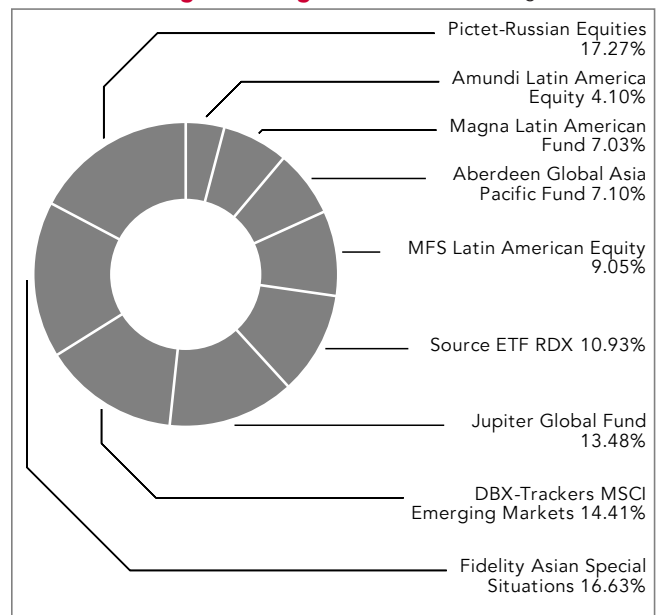 Pictet-Russian Equities
17.27%
Amundi Latin America
Equity 4.10%
Magna Latin American
Fund 7.03%
Aberdeen Global Asia
Pacific Fund 7.10%
MFS Latin American Equity
9.05%
Source ETF RDX 10.93%
Jupiter Global Fund
13.48%
DBX-Trackers MSCI
Emerging Markets 14.41%
Fidelity Asian Special
Situations 16.63%